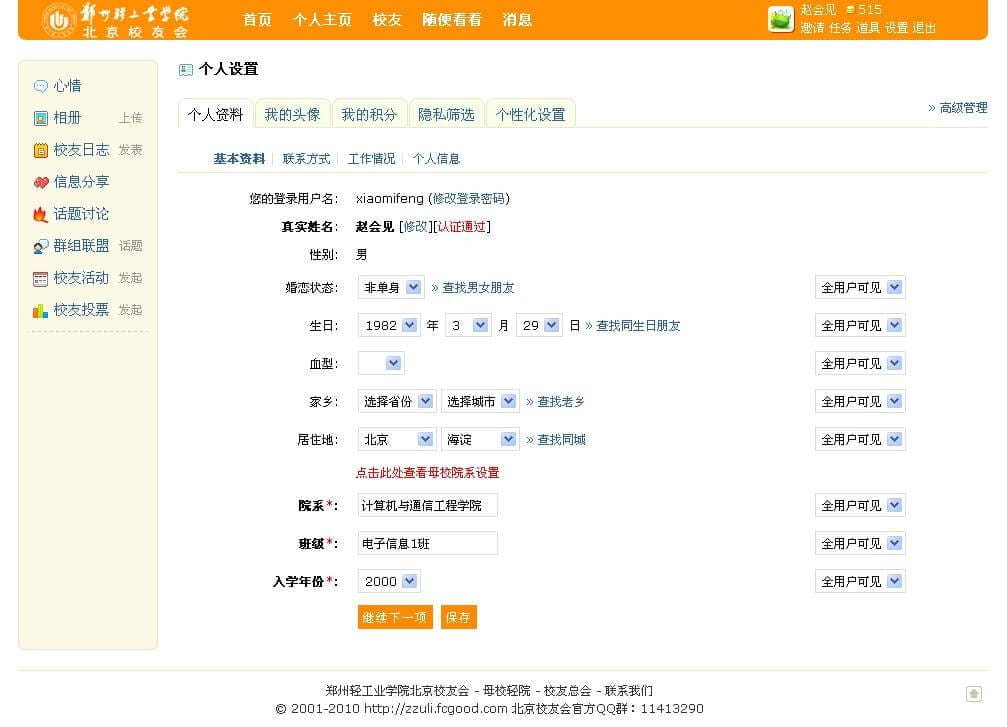 郑州轻工业学院
北京校友会
首页 个人主页 校友 随便看看 消息
赵会见 515
邀请 任务 道具 设置 退出
心情
相册 上传
校友日志 发表
信息分享
话题讨论
群组联盟 话题
校友活动 发起
校友投票 发起
个人设置
个人资料 我的头像 我的积分 隐私筛选 个性化设置 » 高级管理
基本资料 联系方式 工作情况 个人信息
您的登录用户名: xiaomifeng (修改登录密码)
真实姓名: 赵会见 [修改][认证通过]
性别: 男
婚恋状态: 非单身 » 查找男女朋友 全用户可见
生日: 1982 年 3 月 29 日 » 查找同生日朋友 全用户可见
血型: 全用户可见
家乡: 选择省份 选择城市 » 查找老乡 全用户可见
居住地: 北京 海淀 » 查找同城 全用户可见
点击此处查看母校院系设置
院系*: 计算机与通信工程学院 全用户可见
班级*: 电子信息1班 全用户可见
入学年份*: 2000 全用户可见
继续下一项 保存
郑州轻工业学院北京校友会 - 母校轻院 - 校友总会 - 联系我们
© 2001-2010 http://zzuli.fcgood.com 北京校友会官方QQ群：11413290